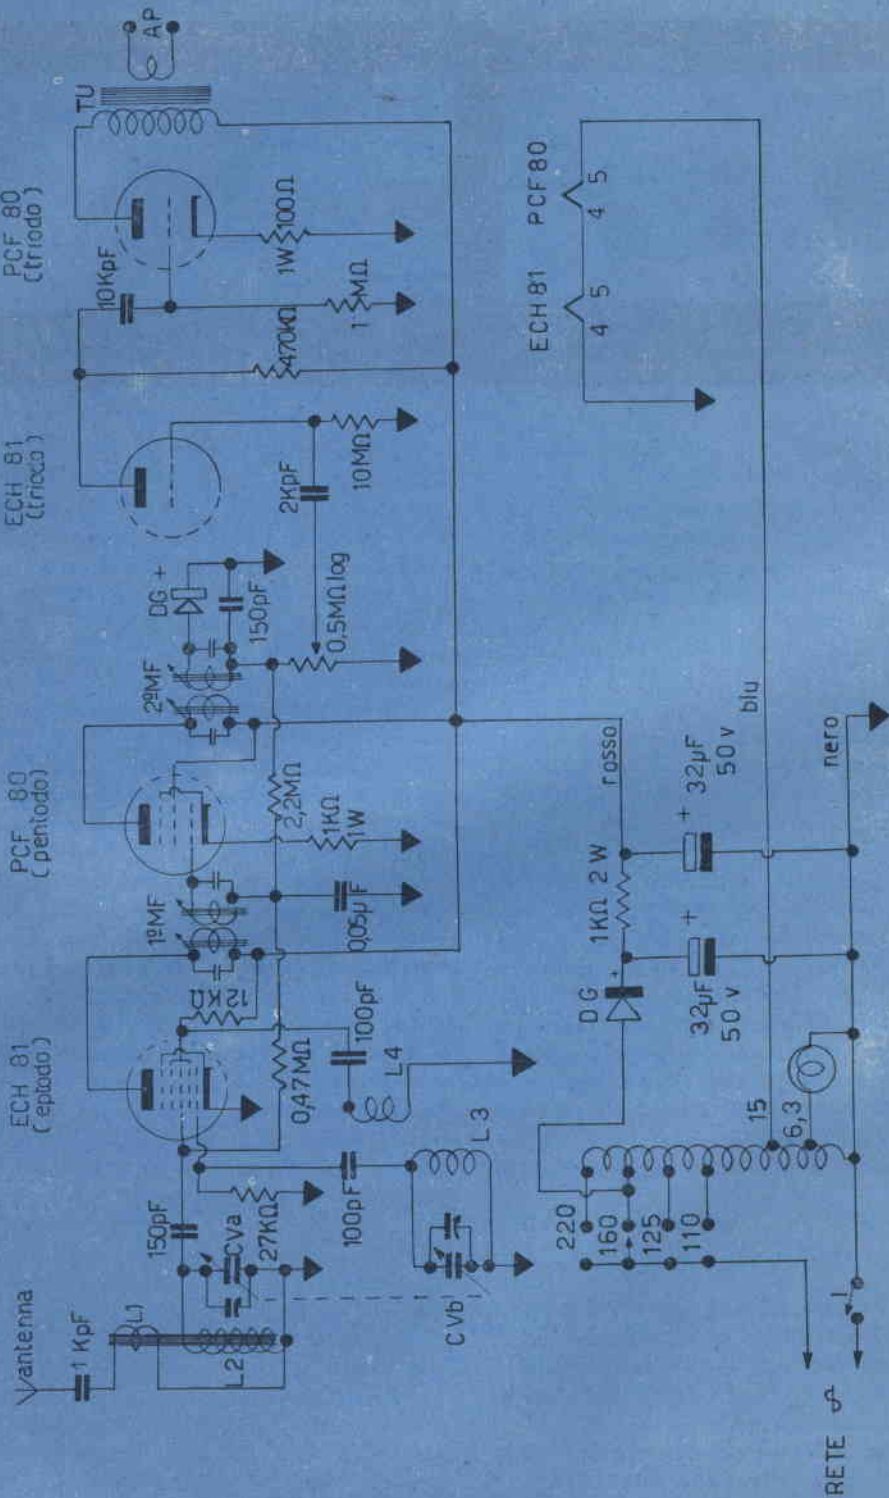 antenna
1 KpF
L1
L2
CVa
150pF
27KΩ
100pF
CVb
L3
ECH 81
(eptodo)
12KΩ
0,47MΩ
100pF
L4
1ºMF
0,05µF
PCF 80
(pentodo)
2,2MΩ
1KΩ
1W
2ºMF
DG +
150pF
0,5MΩ log
ECH 81
(triodo)
2KpF
10MΩ
470KΩ
10KpF
1 MΩ
PCF 80
(triodo)
1W 100Ω
TU
AP
RETE
I
220
160
125
110
15
6,3
DG +
1KΩ 2W
rosso
+
32µF
50 v
+
32µF
50 v
blu
nero
ECH 81 PCF 80
4 5 4 5